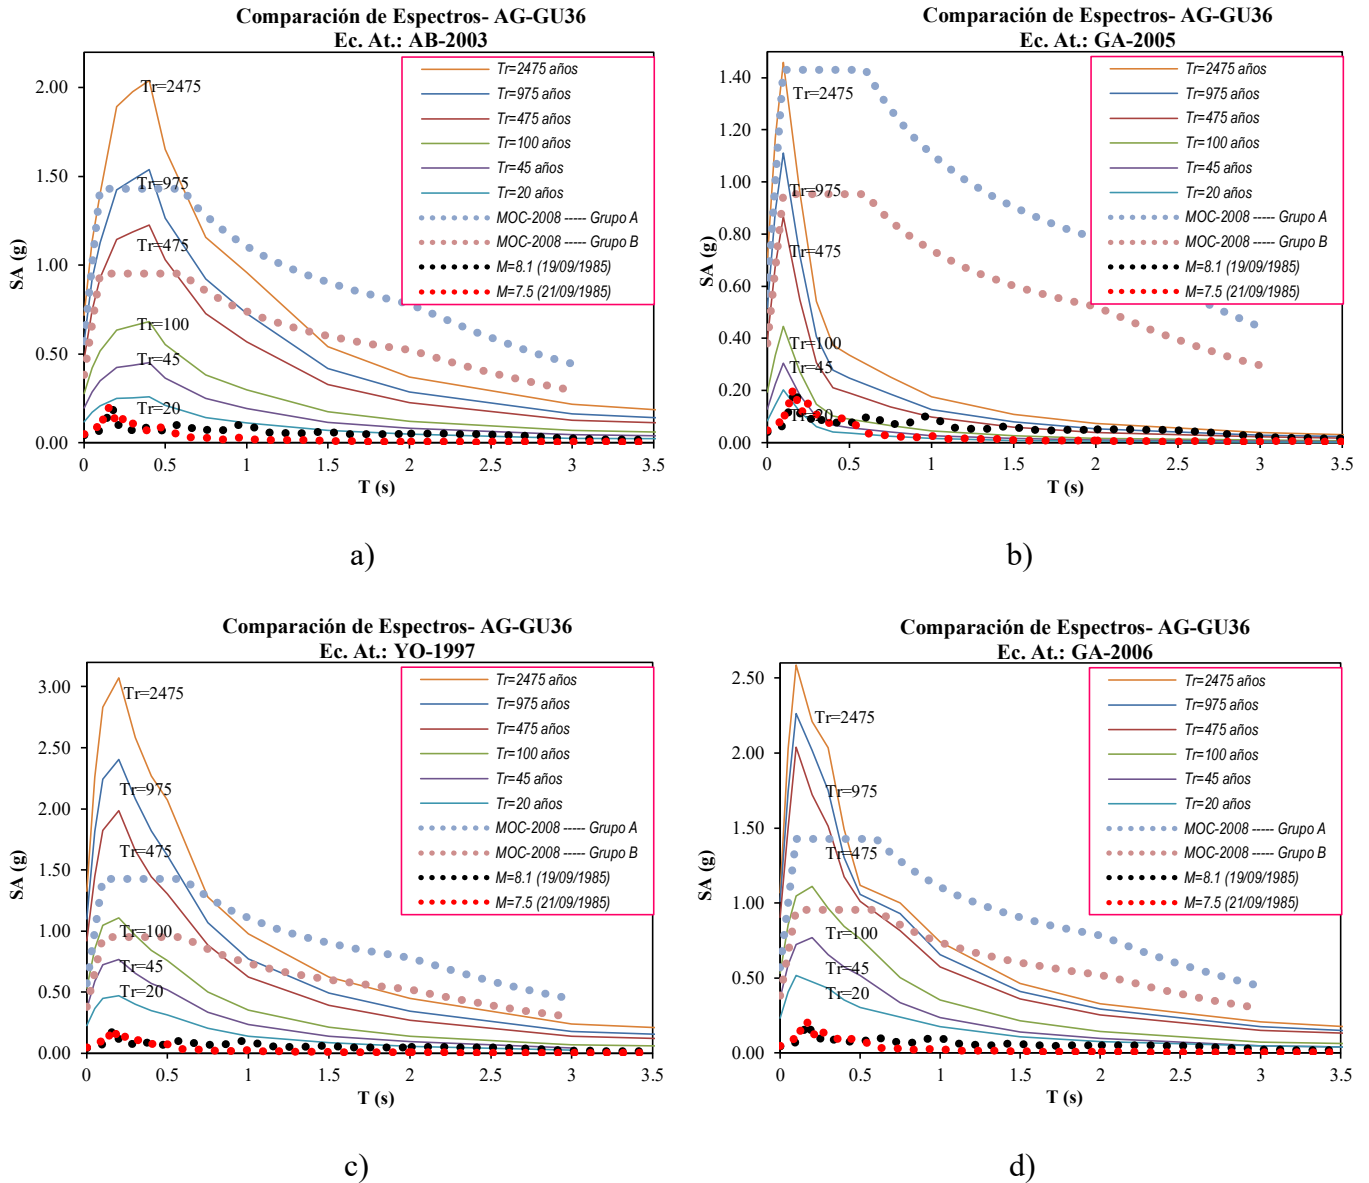 Comparación de Espectros- AG-GU36
Ec. At.: AB-2003
SA (g)
2.00
1.50
1.00
0.50
0.00
Tr=2475
Tr=975
Tr=475
Tr=100
Tr=45
Tr=20
Tr=2475 años
Tr=975 años
Tr=475 años
Tr=100 años
Tr=45 años
Tr=20 años
MOC-2008 ----- Grupo A
MOC-2008 ----- Grupo B
M=8.1 (19/09/1985)
M=7.5 (21/09/1985)
0 0.5 1 1.5 2 2.5 3 3.5
T (s)
a)
Comparación de Espectros- AG-GU36
Ec. At.: GA-2005
SA (g)
1.40
1.20
1.00
0.80
0.60
0.40
0.20
0.00
Tr=2475
Tr=975
Tr=475
Tr=100
Tr=45
Tr=20
Tr=2475 años
Tr=975 años
Tr=475 años
Tr=100 años
Tr=45 años
Tr=20 años
MOC-2008 ----- Grupo A
MOC-2008 ----- Grupo B
M=8.1 (19/09/1985)
M=7.5 (21/09/1985)
0 0.5 1 1.5 2 2.5 3 3.5
T (s)
b)
Comparación de Espectros- AG-GU36
Ec. At.: YO-1997
SA (g)
3.00
2.50
2.00
1.50
1.00
0.50
0.00
Tr=2475
Tr=975
Tr=475
Tr=100
Tr=45
Tr=20
Tr=2475 años
Tr=975 años
Tr=475 años
Tr=100 años
Tr=45 años
Tr=20 años
MOC-2008 ----- Grupo A
MOC-2008 ----- Grupo B
M=8.1 (19/09/1985)
M=7.5 (21/09/1985)
0 0.5 1 1.5 2 2.5 3 3.5
T (s)
c)
Comparación de Espectros- AG-GU36
Ec. At.: GA-2006
SA (g)
2.50
2.00
1.50
1.00
0.50
0.00
Tr=2475
Tr=975
Tr=475
Tr=100
Tr=45
Tr=20
Tr=2475 años
Tr=975 años
Tr=475 años
Tr=100 años
Tr=45 años
Tr=20 años
MOC-2008 ----- Grupo A
MOC-2008 ----- Grupo B
M=8.1 (19/09/1985)
M=7.5 (21/09/1985)
0 0.5 1 1.5 2 2.5 3 3.5
T (s)
d)